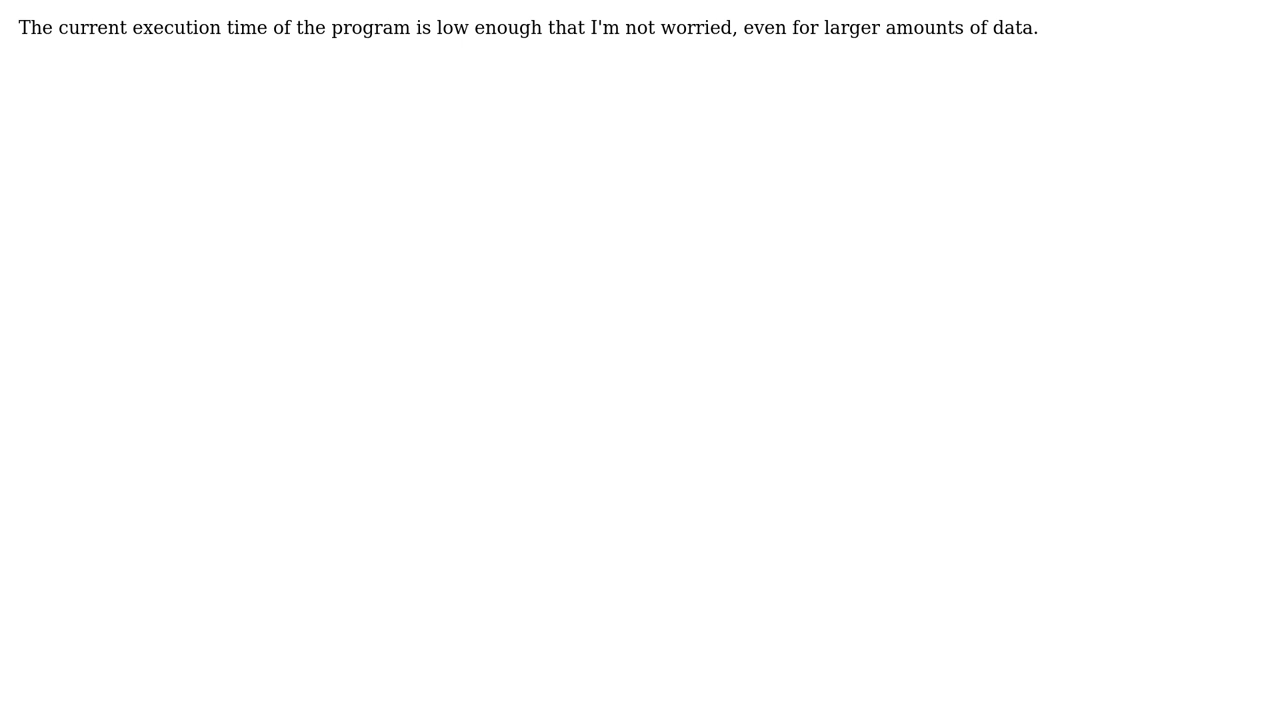 The current execution time of the program is low enough that I'm not worried, even for larger amounts of data.